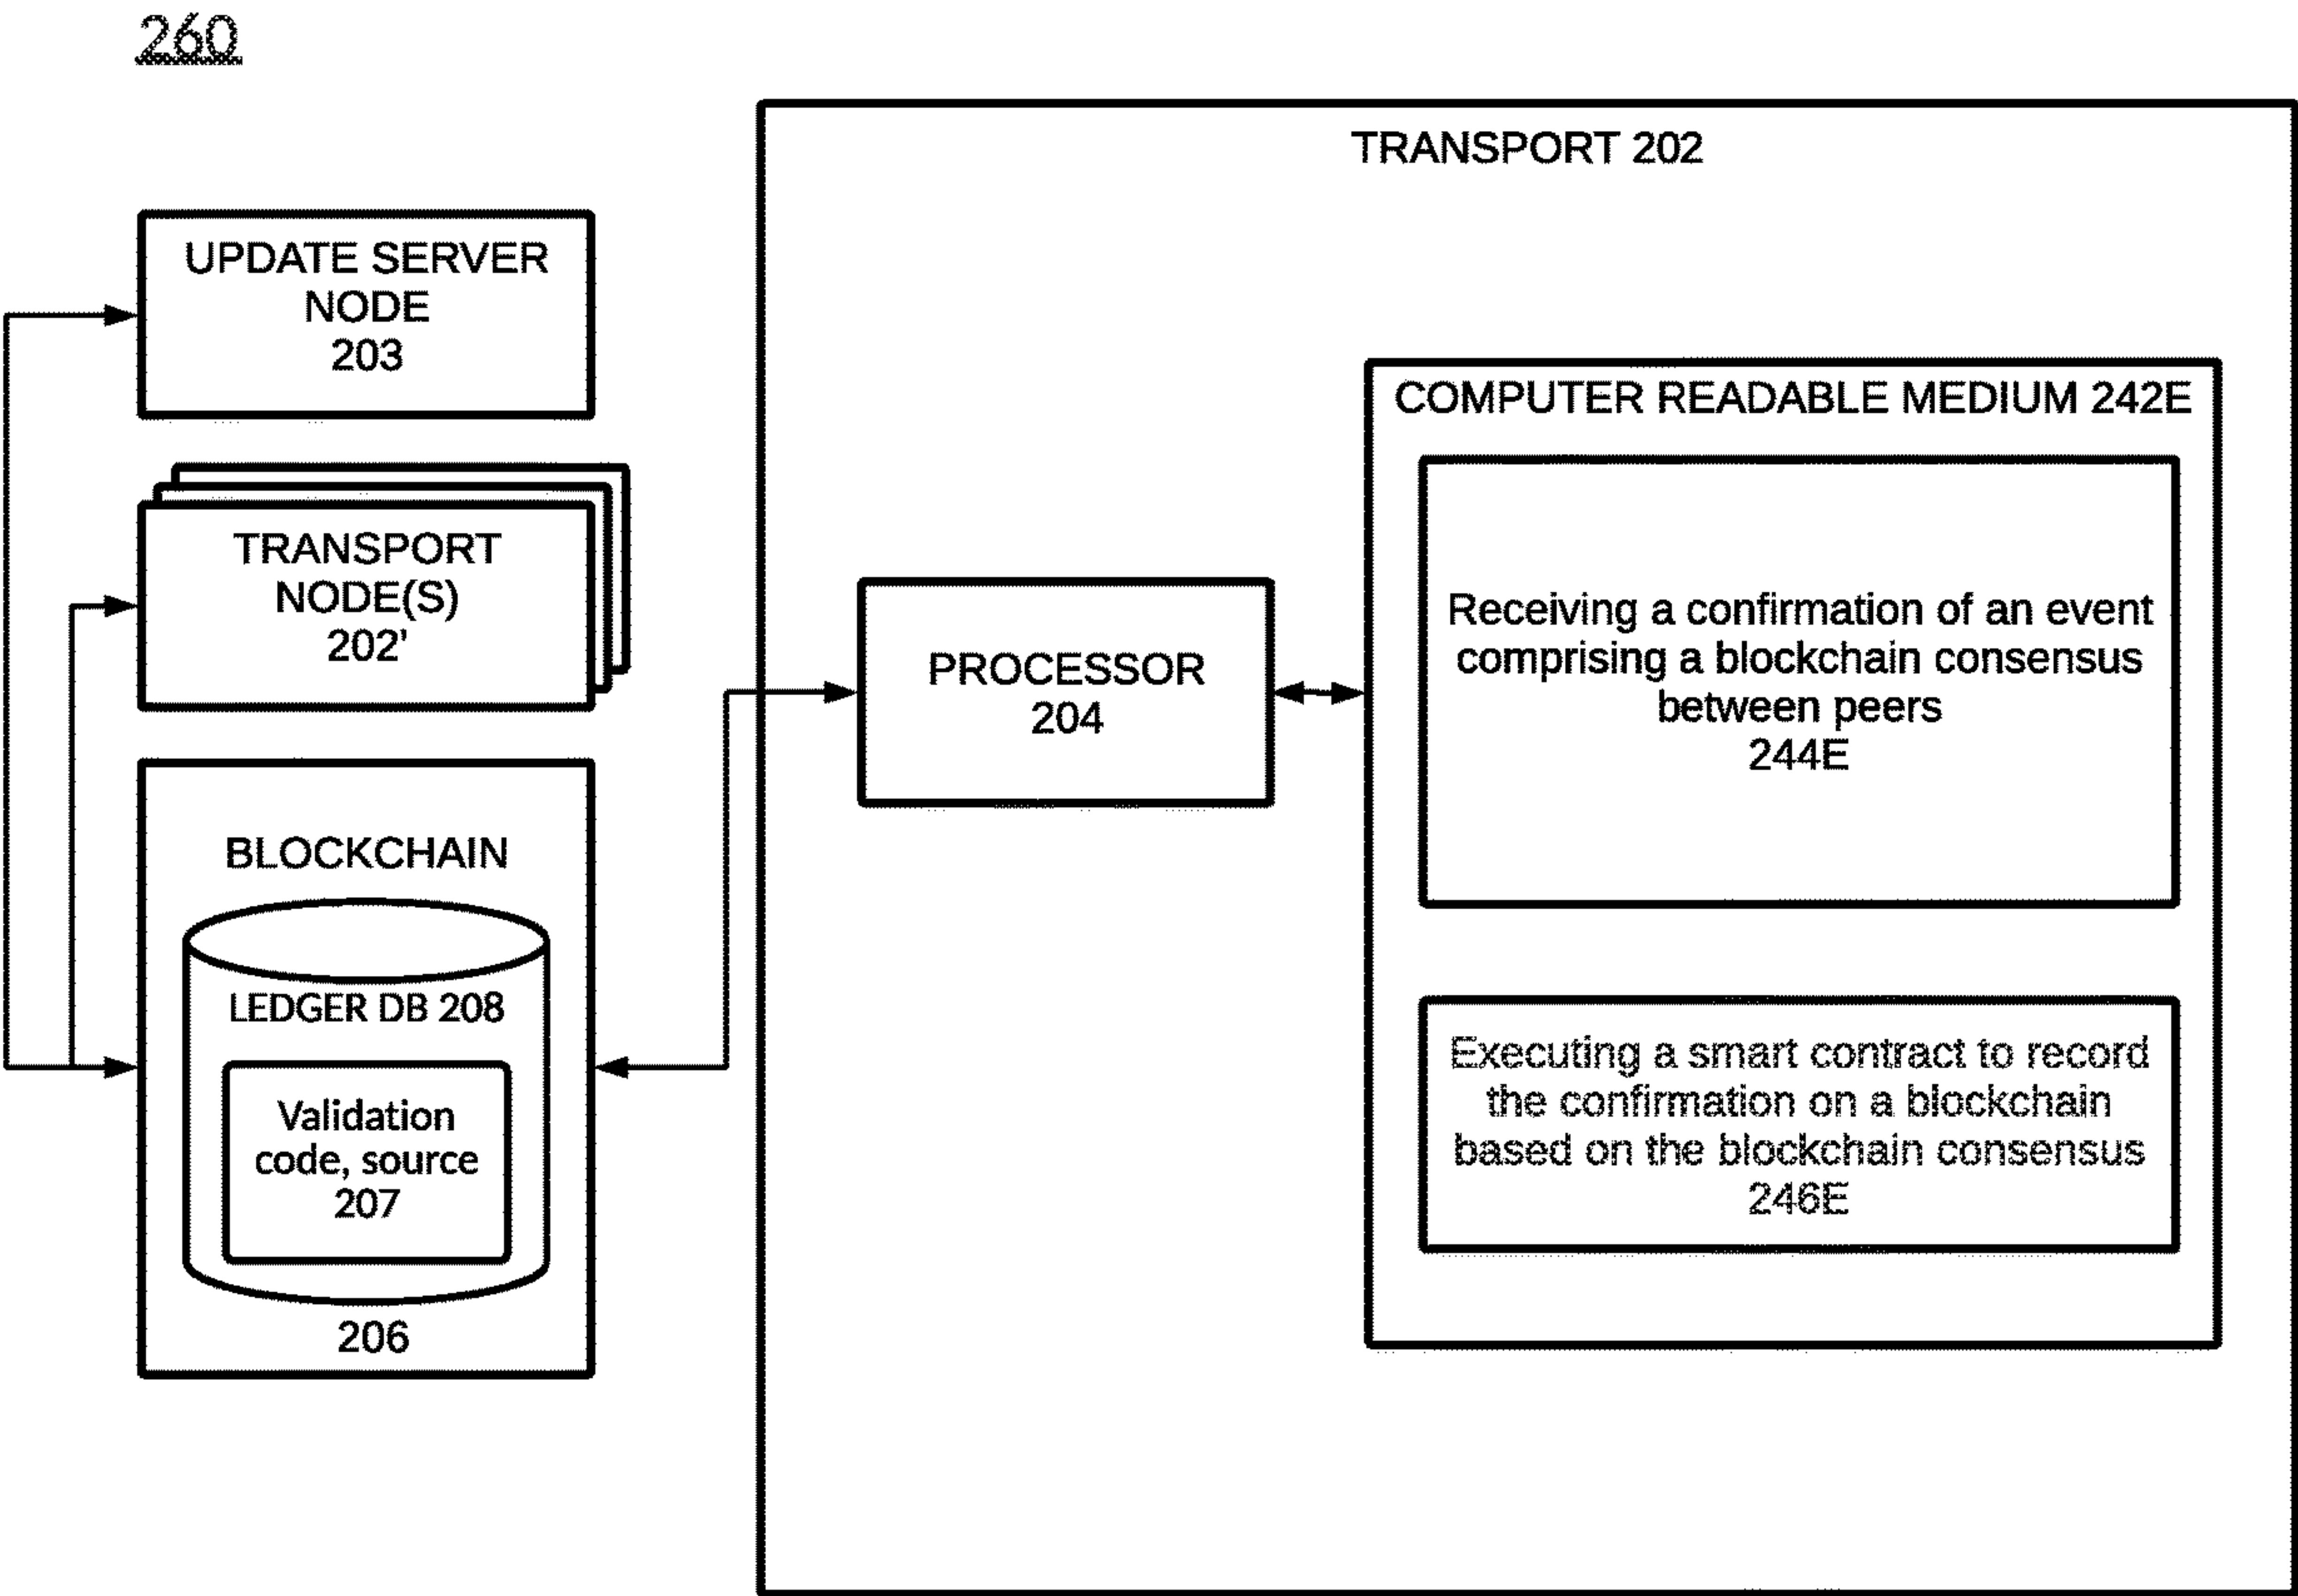 260
TRANSPORT 202
UPDATE SERVER
NODE
203
TRANSPORT
NODE(S)
202'
BLOCKCHAIN
LEDGER DB 208
Validation
code, source
207
206
PROCESSOR
204
COMPUTER READABLE MEDIUM 242E
Receiving a confirmation of an event
comprising a blockchain consensus
between peers
244E
Executing a smart contract to record
the confirmation on a blockchain
based on the blockchain consensus
246E